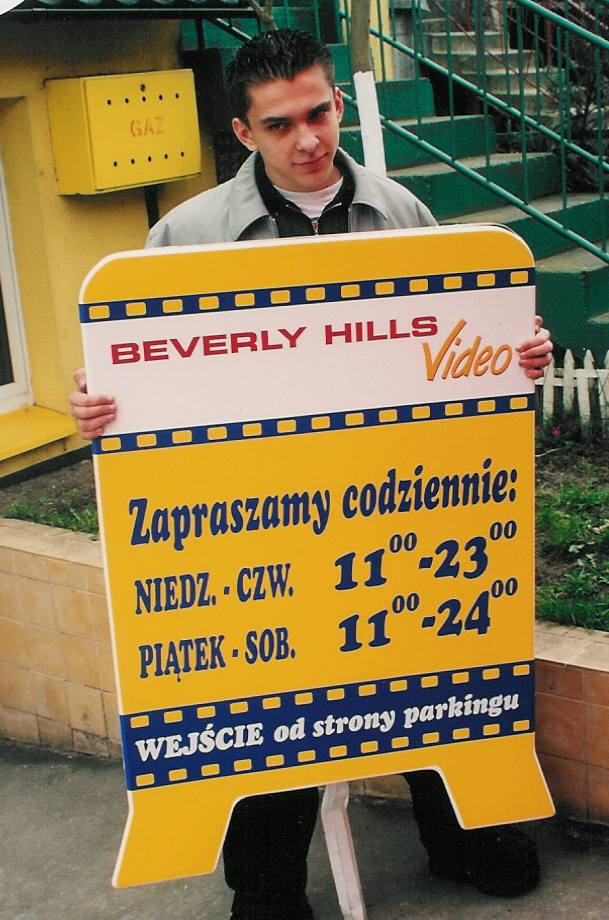 GAZ
BEVERLY HILLS
Video
Zapraszamy codziennie:
NIEDZ. - CZW. 11⁰⁰-23⁰⁰
PIĄTEK - SOB. 11⁰⁰-24⁰⁰
WEJŚCIE od strony parkingu